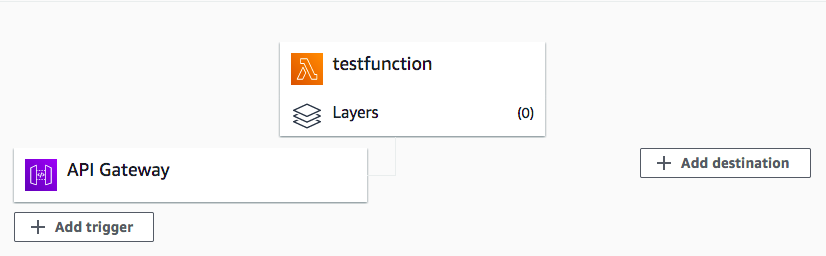 testfunction
Layers (0)
API Gateway
+ Add destination
+ Add trigger